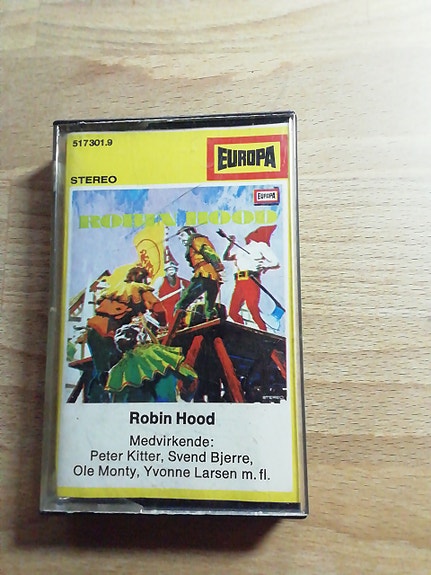 517301.9
EUROPA
STEREO
EUROPA
ROBIN HOOD
STEREO
Robin Hood
Medvirkende:
Peter Kitter, Svend Bjerre,
Ole Monty, Yvonne Larsen m. fl.